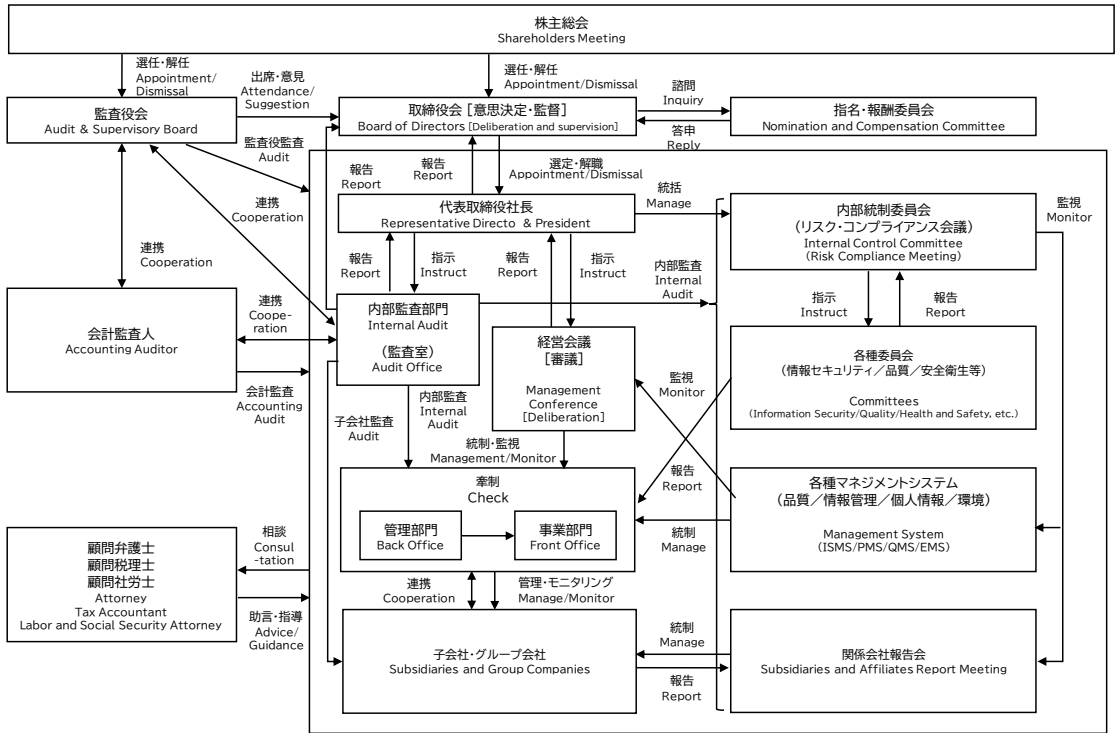 株主総会
Shareholders Meeting
選任・解任
Appointment/
Dismissal
出席・意見
Attendance/
Suggestion
選任・解任
Appointment/Dismissal
諮問
Inquiry
監査役会
Audit & Supervisory Board
取締役会 [意思決定・監督]
Board of Directors [Deliberation and supervision]
指名・報酬委員会
Nomination and Compensation Committee
答申
Reply
監査役監査
Audit
報告
Report
報告
Report
選定・解職
Appointment/Dismissal
連携
Cooperation
代表取締役社長
Representative Directo & President
統括
Manage
内部統制委員会
(リスク・コンプライアンス会議)
Internal Control Committee
(Risk Compliance Meeting)
監視
Monitor
連携
Cooperation
報告
Report
指示
Instruct
報告
Report
指示
Instruct
内部監査
Internal
Audit
会計監査人
Accounting Auditor
連携
Coope-
ration
内部監査部門
Internal Audit
(監査室)
Audit Office
経営会議
[審議]
Management
Conference
[Deliberation]
指示
Instruct
報告
Report
各種委員会
(情報セキュリティ/品質/安全衛生等)
Committees
(Information Security/Quality/Health and Safety, etc.)
監視
Monitor
会計監査
Accounting
Audit
子会社監査
Audit
内部監査
Internal
Audit
統制・監視
Management/Monitor
牽制
Check
管理部門
Back Office
事業部門
Front Office
報告
Report
各種マネジメントシステム
(品質/情報管理/個人情報/環境)
Management System
(ISMS/PMS/QMS/EMS)
統制
Manage
顧問弁護士
顧問税理士
顧問社労士
Attorney
Tax Accountant
Labor and Social Security Attorney
相談
Consul
-tation
助言・指導
Advice/
Guidance
連携
Cooperation
管理・モニタリング
Manage/Monitor
子会社・グループ会社
Subsidiaries and Group Companies
統制
Manage
報告
Report
関係会社報告会
Subsidiaries and Affiliates Report Meeting